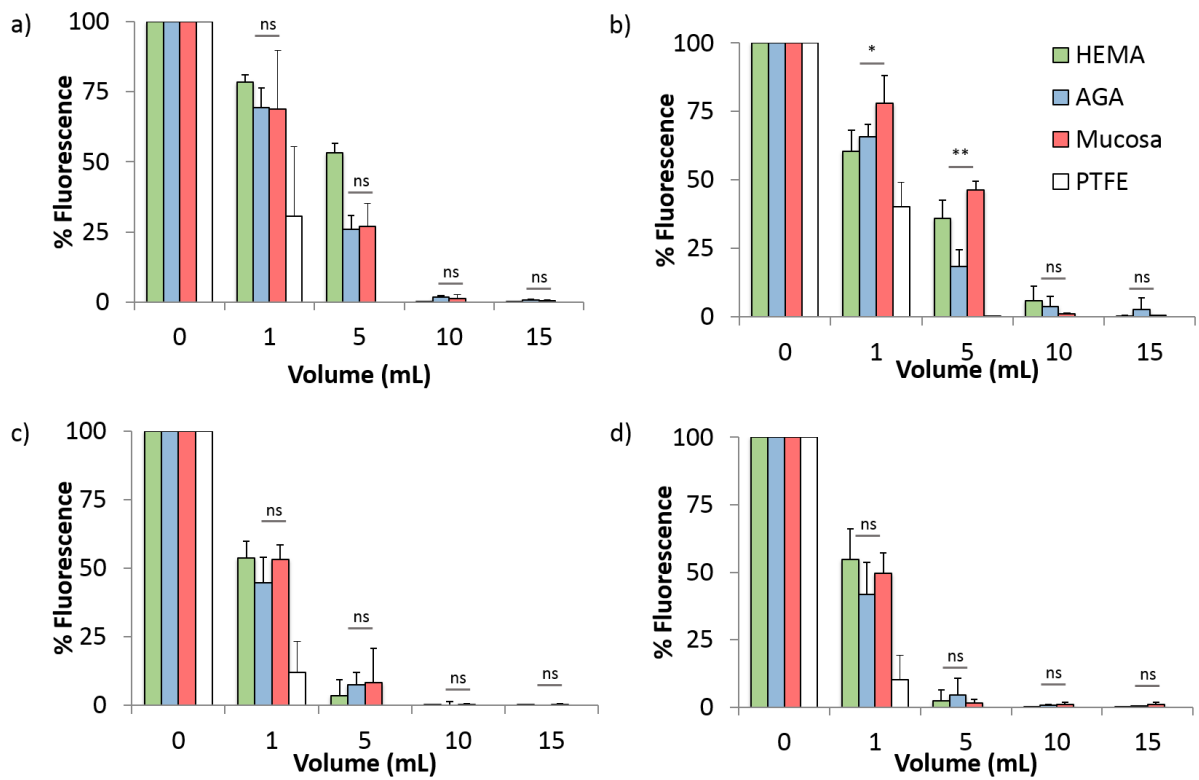 a)
100
75
50
25
0
% Fluorescence
ns
ns
ns
ns
0 1 5 10 15
Volume (mL)
b)
100
75
50
25
0
% Fluorescence
*
**
ns
ns
HEMA
AGA
Mucosa
PTFE
0 1 5 10 15
Volume (mL)
c)
100
75
50
25
0
% Fluorescence
ns
ns
ns
ns
0 1 5 10 15
Volume (mL)
d)
100
75
50
25
0
% Fluorescence
ns
ns
ns
ns
0 1 5 10 15
Volume (mL)